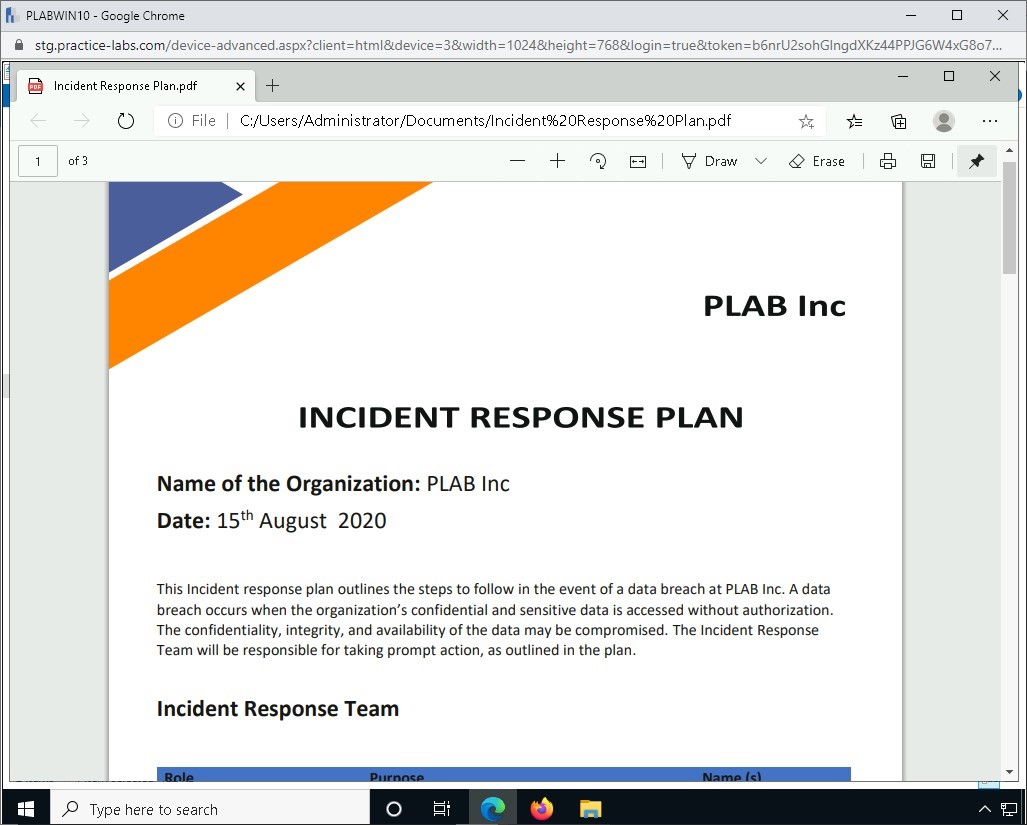 PLABWIN10 - Google Chrome
stg.practice-labs.com/device-advanced.aspx?client=html&device=3&width=1024&height=768&login=true&token=b6nrU2sohGIngdXKz44PPJG6W4xG8o7...
Incident Response Plan.pdf
File C:/Users/Administrator/Documents/Incident%20Response%20Plan.pdf
1 of 3 Draw Erase
PLAB Inc
INCIDENT RESPONSE PLAN
Name of the Organization: PLAB Inc
Date: 15th August 2020
This Incident response plan outlines the steps to follow in the event of a data breach at PLAB Inc. A data
breach occurs when the organization’s confidential and sensitive data is accessed without authorization.
The confidentiality, integrity, and availability of the data may be compromised. The Incident Response
Team will be responsible for taking prompt action, as outlined in the plan.
Incident Response Team
Role Purpose Name (s)
Type here to search